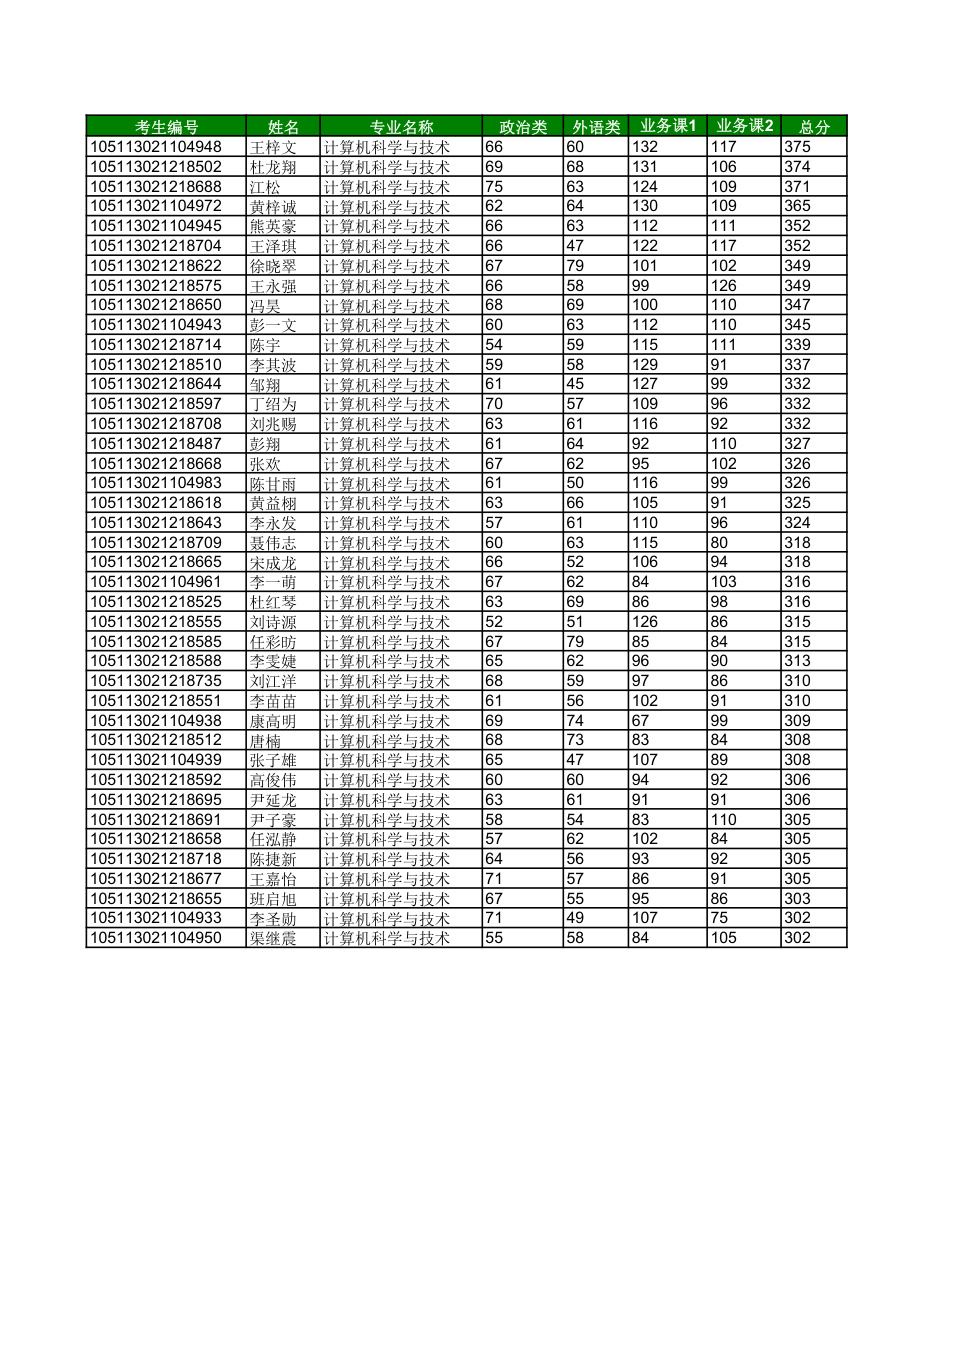 考生编号 姓名 专业名称 政治类 外语类 业务课1 业务课2 总分
105113021104948 王梓文 计算机科学与技术 66 60 132 117 375
105113021218502 杜龙翔 计算机科学与技术 69 68 131 106 374
105113021218688 江松 计算机科学与技术 75 63 124 109 371
105113021104972 黄梓诚 计算机科学与技术 62 64 130 109 365
105113021104945 熊英豪 计算机科学与技术 66 63 112 111 352
105113021218704 王泽琪 计算机科学与技术 66 47 122 117 352
105113021218622 徐晓翠 计算机科学与技术 67 79 101 102 349
105113021218575 王永强 计算机科学与技术 66 58 99 126 349
105113021218650 冯昊 计算机科学与技术 68 69 100 110 347
105113021104943 彭一文 计算机科学与技术 60 63 112 110 345
105113021218714 陈宇 计算机科学与技术 54 59 115 111 339
105113021218510 李其波 计算机科学与技术 59 58 129 91 337
105113021218644 邹翔 计算机科学与技术 61 45 127 99 332
105113021218597 丁绍为 计算机科学与技术 70 57 109 96 332
105113021218708 刘兆赐 计算机科学与技术 63 61 116 92 332
105113021218487 彭翔 计算机科学与技术 61 64 92 110 327
105113021218668 张欢 计算机科学与技术 67 62 95 102 326
105113021104983 陈甘雨 计算机科学与技术 61 50 116 99 326
105113021218618 黄益栩 计算机科学与技术 63 66 105 91 325
105113021218643 李永发 计算机科学与技术 57 61 110 96 324
105113021218709 聂伟志 计算机科学与技术 60 63 115 80 318
105113021218665 宋成龙 计算机科学与技术 66 52 106 94 318
105113021104961 李一萌 计算机科学与技术 67 62 84 103 316
105113021218525 杜红琴 计算机科学与技术 63 69 86 98 316
105113021218555 刘诗源 计算机科学与技术 52 51 126 86 315
105113021218585 任彩昉 计算机科学与技术 67 79 85 84 315
105113021218588 李雯婕 计算机科学与技术 65 62 96 90 313
105113021218735 刘江洋 计算机科学与技术 68 59 97 86 310
105113021218551 李苗苗 计算机科学与技术 61 56 102 91 310
105113021104938 康高明 计算机科学与技术 69 74 67 99 309
105113021218512 唐楠 计算机科学与技术 68 73 83 84 308
105113021104939 张子雄 计算机科学与技术 65 47 107 89 308
105113021218592 高俊伟 计算机科学与技术 60 60 94 92 306
105113021218695 尹延龙 计算机科学与技术 63 61 91 91 306
105113021218691 尹子豪 计算机科学与技术 58 54 83 110 305
105113021218658 任泓静 计算机科学与技术 57 62 102 84 305
105113021218718 陈捷新 计算机科学与技术 64 56 93 92 305
105113021218677 王嘉怡 计算机科学与技术 71 57 86 91 305
105113021218655 班启旭 计算机科学与技术 67 55 95 86 303
105113021104933 李圣勋 计算机科学与技术 71 49 107 75 302
105113021104950 渠继震 计算机科学与技术 55 58 84 105 302